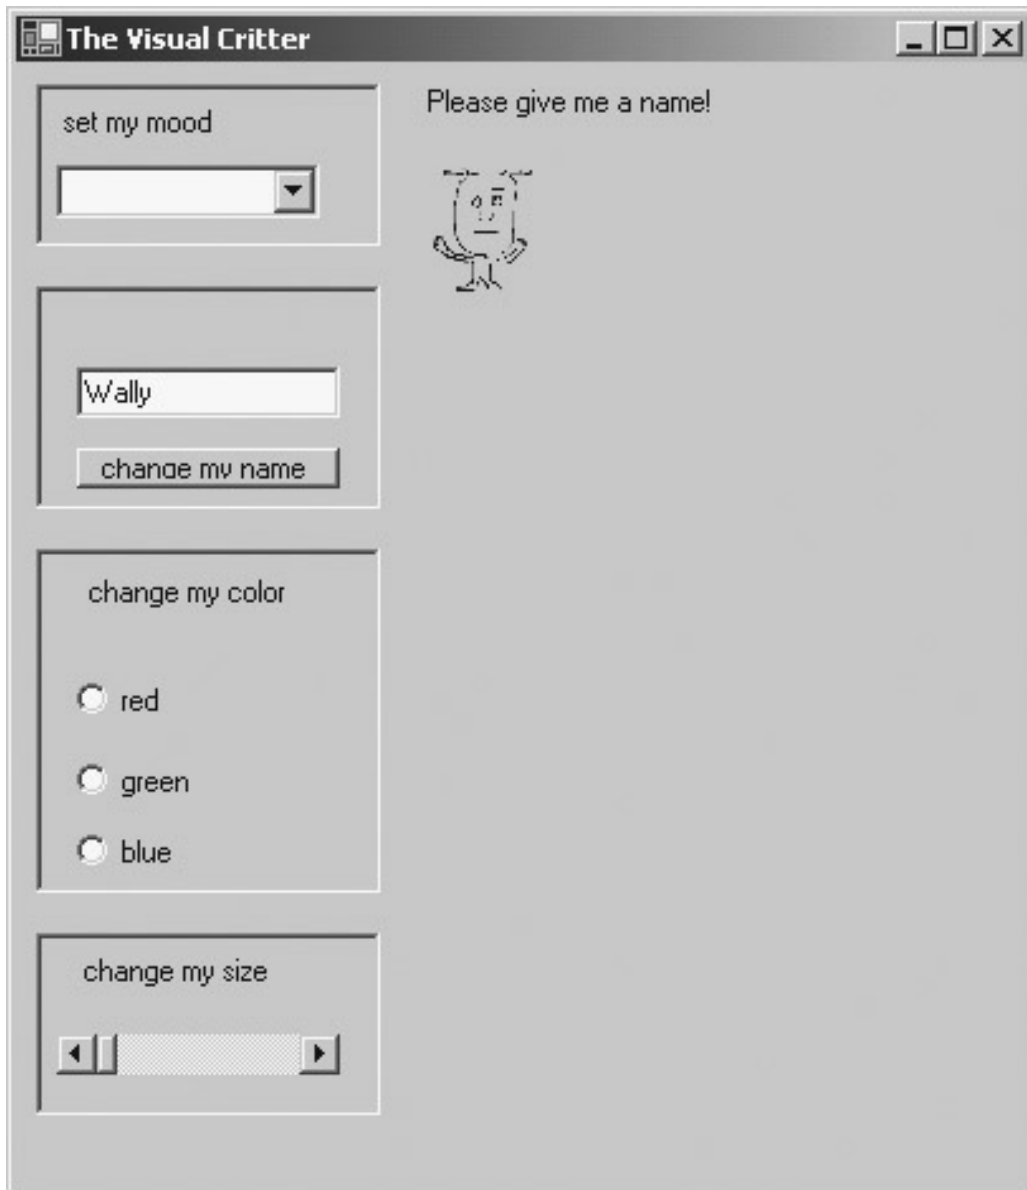 The Visual Critter
set my mood
Please give me a name!
Wally
change my name
change my color
red
green
blue
change my size